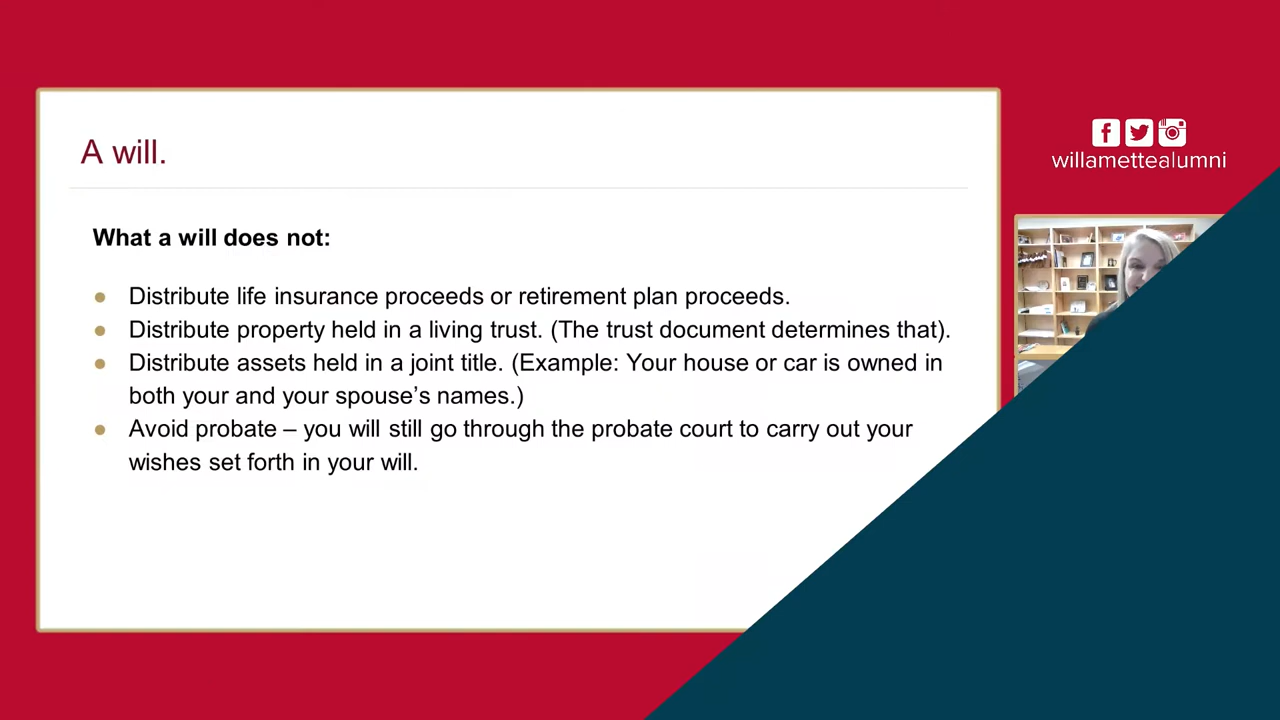 A will.
What a will does not:
● Distribute life insurance proceeds or retirement plan proceeds.
● Distribute property held in a living trust. (The trust document determines that).
● Distribute assets held in a joint title. (Example: Your house or car is owned in
both your and your spouse’s names.)
● Avoid probate – you will still go through the probate court to carry out your
wishes set forth in your will.
willamettealumni